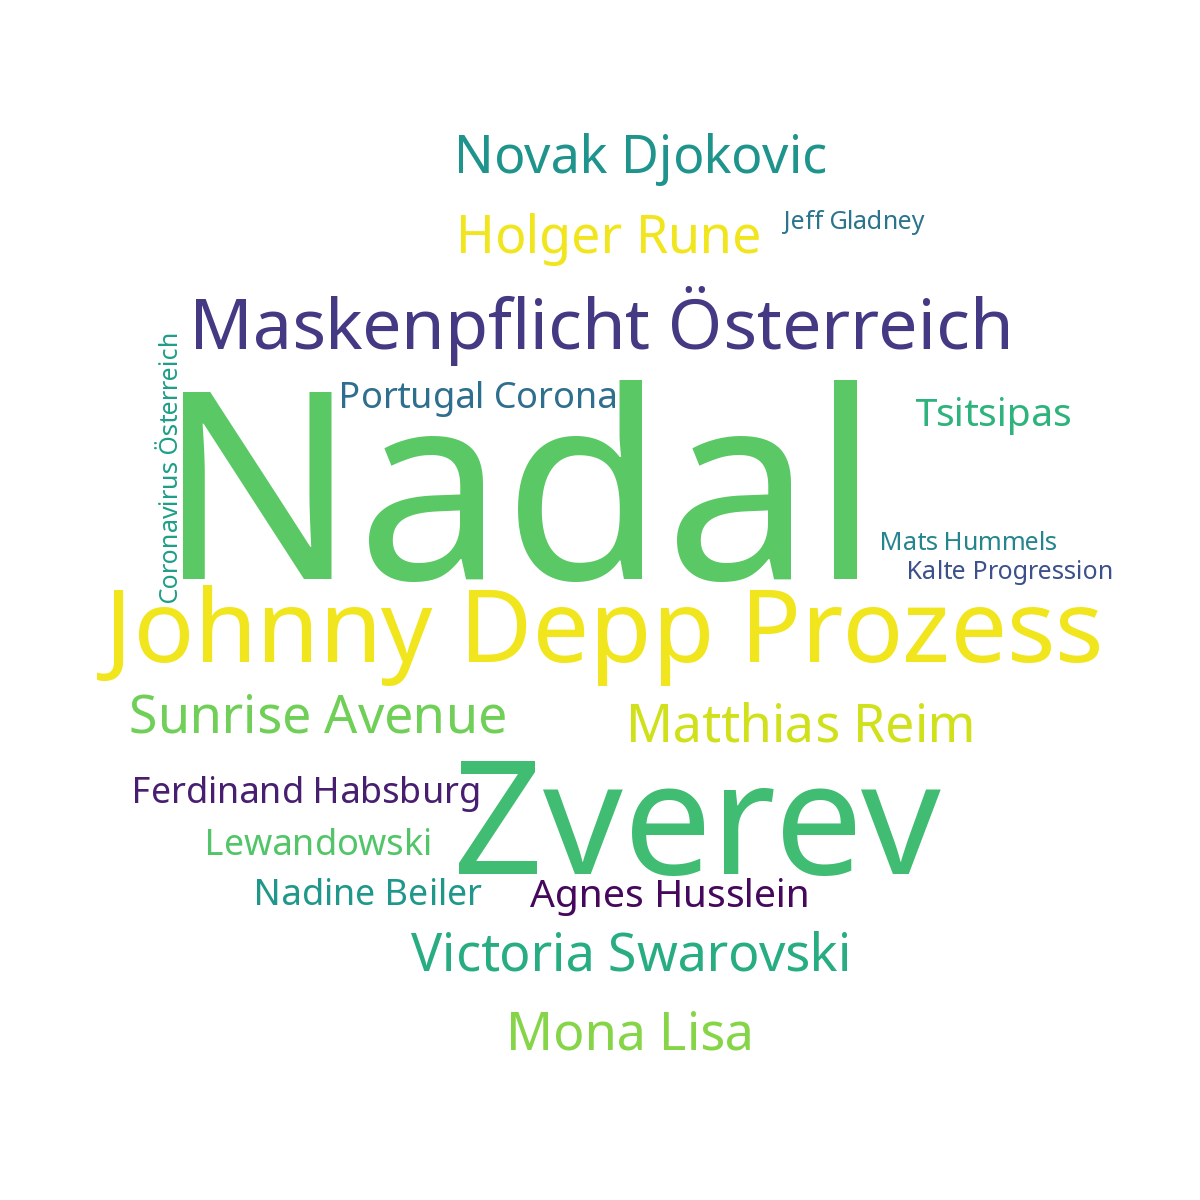 Novak Djokovic
Holger Rune
Jeff Gladney
Maskenpflicht Österreich
Coronavirus Österreich
Portugal Corona
Nadal
Tsitsipas
Mats Hummels
Kalte Progression
Johnny Depp Prozess
Sunrise Avenue
Matthias Reim
Zverev
Ferdinand Habsburg
Lewandowski
Nadine Beiler
Agnes Husslein
Victoria Swarovski
Mona Lisa